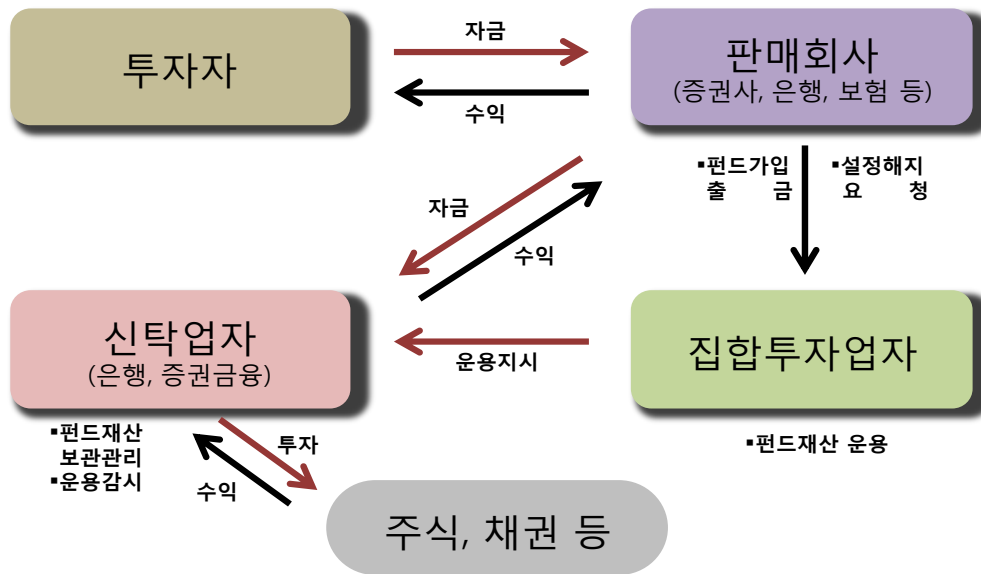 투자자
자금
수익
판매회사
(증권사, 은행, 보험 등)
▪펀드가입
출 금
▪설정해지
요 청
자금
수익
신탁업자
(은행, 증권금융)
운용지시
집합투자업자
▪펀드재산
보관관리
▪운용감시
투자
수익
▪펀드재산 운용
주식, 채권 등